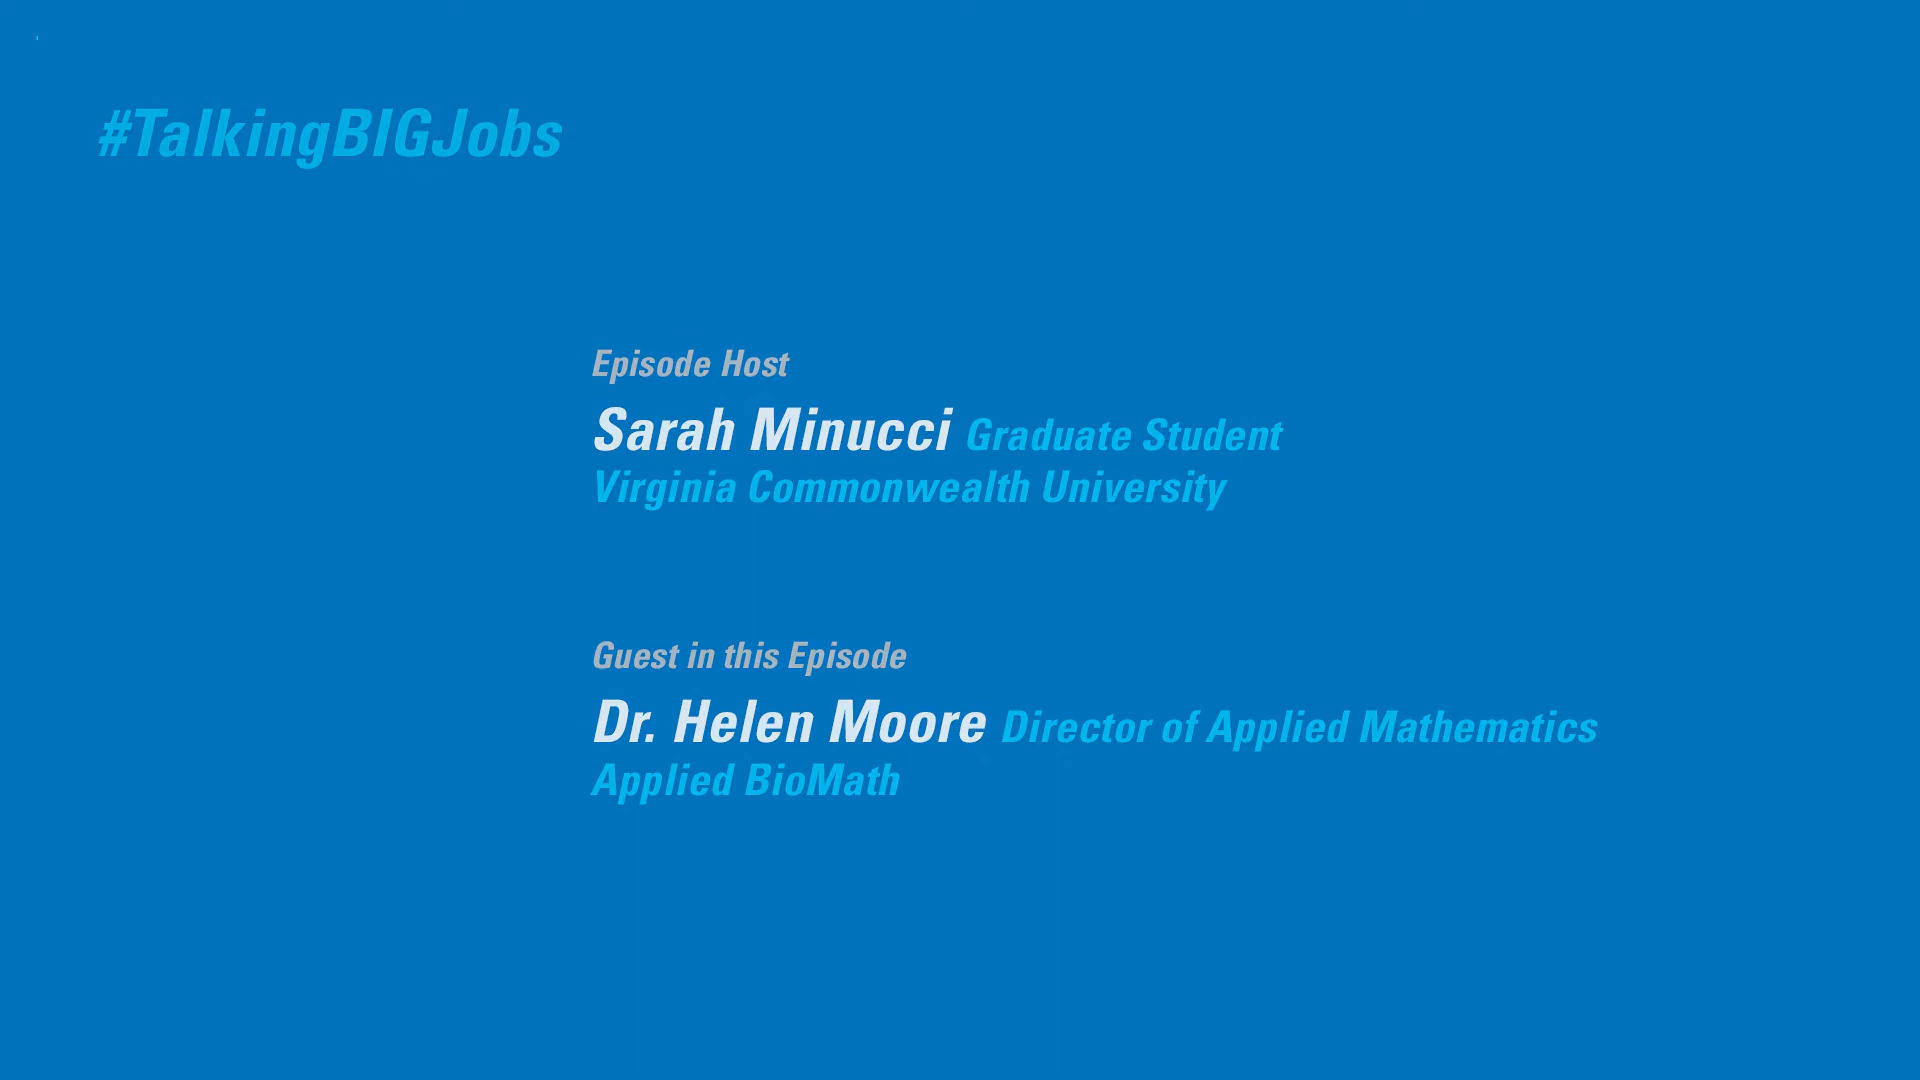 #TalkingBIGJobs
Episode Host
Sarah Minucci Graduate Student
Virginia Commonwealth University
Guest in this Episode
Dr. Helen Moore Director of Applied Mathematics
Applied BioMath